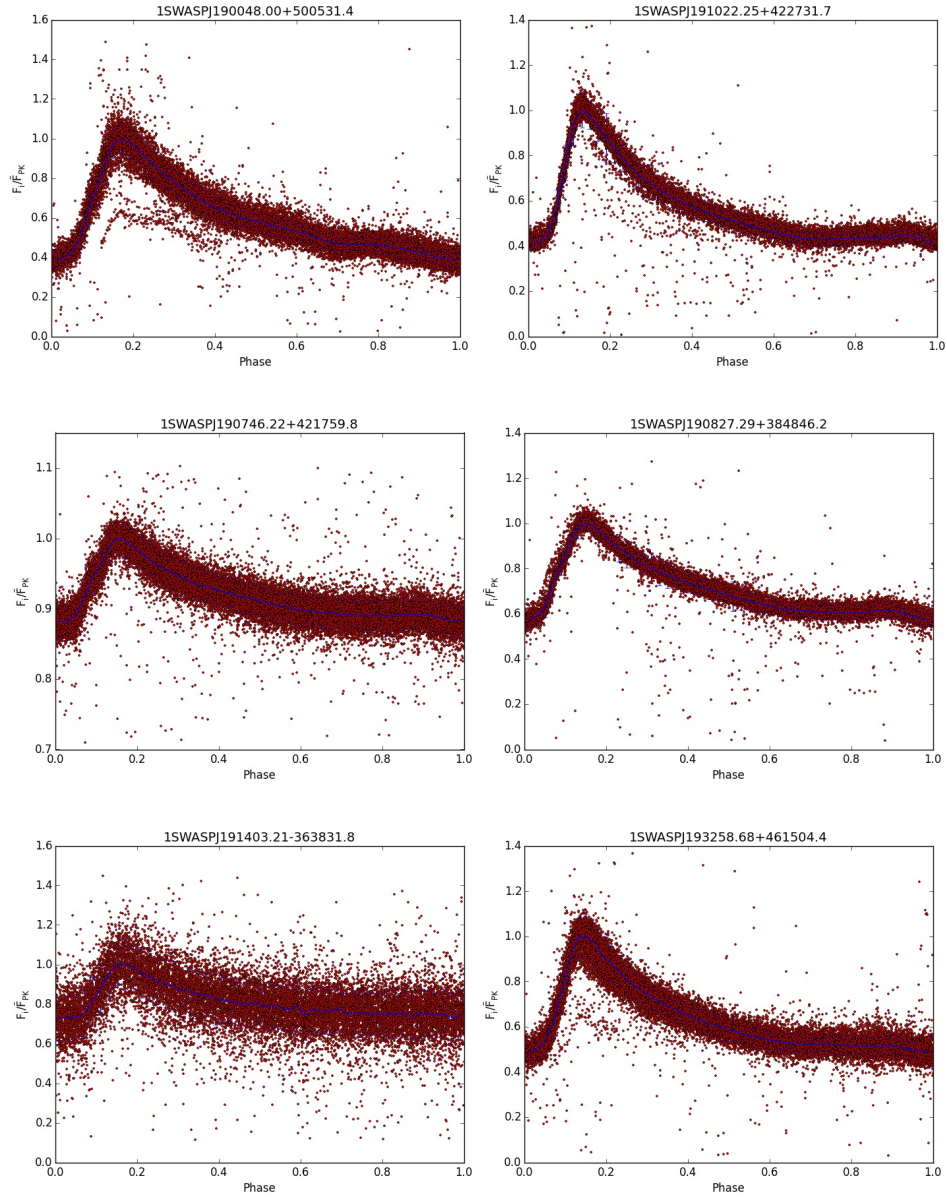 1SWASPJ190048.00+500531.4
1.6
1.4
1.2
1.0
0.8
0.6
0.4
0.2
0.0
F_i/F̄_PK
0.0 0.2 0.4 0.6 0.8 1.0
Phase
1SWASPJ191022.25+422731.7
1.4
1.2
1.0
0.8
0.6
0.4
0.2
0.0
F_i/F̄_PK
0.0 0.2 0.4 0.6 0.8 1.0
Phase
1SWASPJ190746.22+421759.8
1.1
1.0
0.9
0.8
0.7
F_i/F̄_PK
0.0 0.2 0.4 0.6 0.8 1.0
Phase
1SWASPJ190827.29+384846.2
1.4
1.2
1.0
0.8
0.6
0.4
0.2
0.0
F_i/F̄_PK
0.0 0.2 0.4 0.6 0.8 1.0
Phase
1SWASPJ191403.21-363831.8
1.6
1.4
1.2
1.0
0.8
0.6
0.4
0.2
0.0
F_i/F̄_PK
0.0 0.2 0.4 0.6 0.8 1.0
Phase
1SWASPJ193258.68+461504.4
1.4
1.2
1.0
0.8
0.6
0.4
0.2
0.0
F_i/F̄_PK
0.0 0.2 0.4 0.6 0.8 1.0
Phase